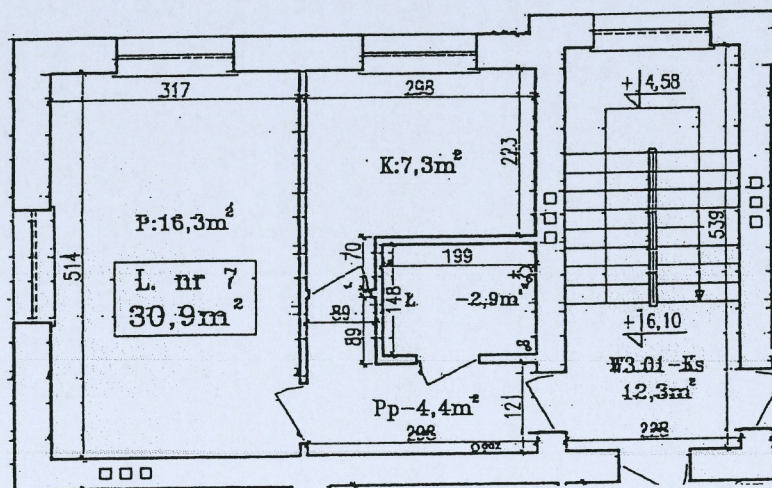 317
298
+ 4,58
223
K:7,3m²
P:16,3m²
539
514
70
199
L. nr 7
30,9m²
148
Ł -2,9m²
89
89
+ 6,10
W3.01-Ks
12,3m²
Pp-4,4m²
121
298
228